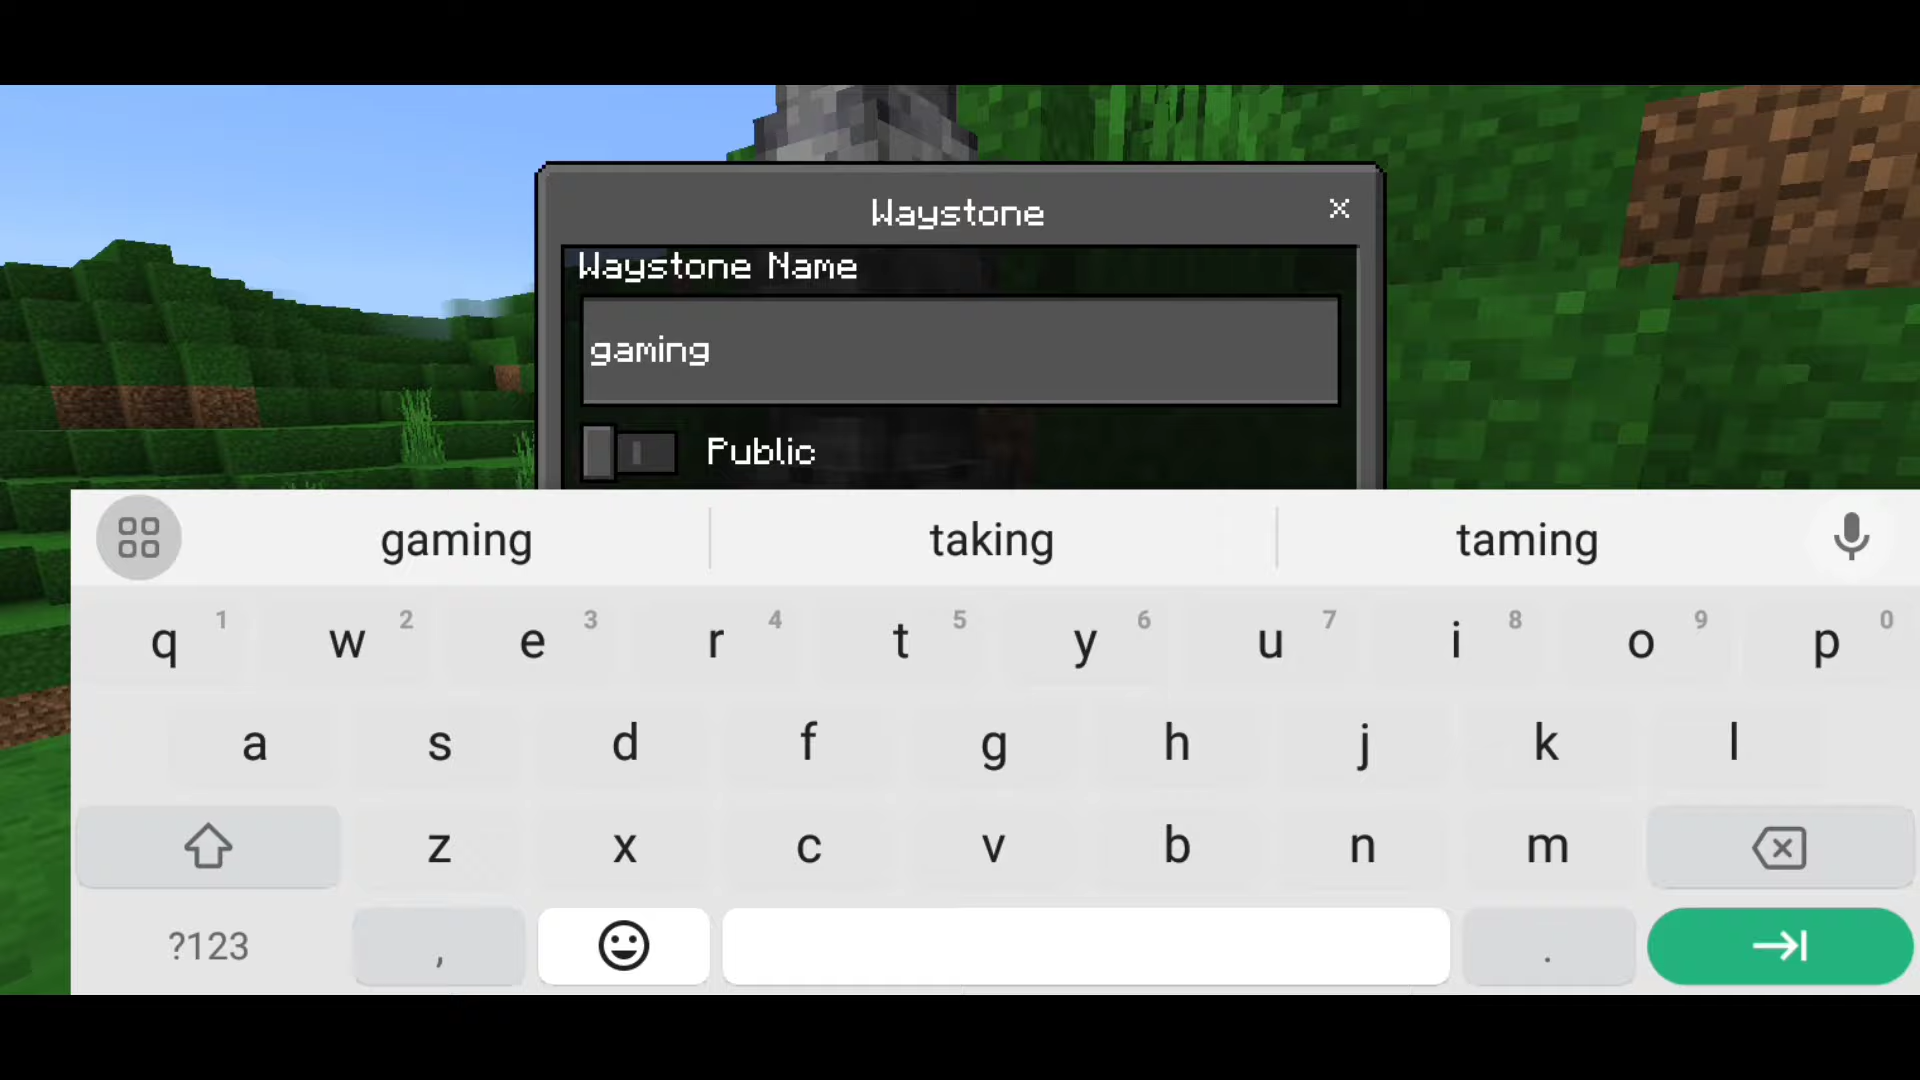 Waystone
Waystone Name
gaming
Public
gaming taking taming
q 1 w 2 e 3 r 4 t 5 y 6 u 7 i 8 o 9 p 0
a s d f g h j k l
z x c v b n m
?123 , .